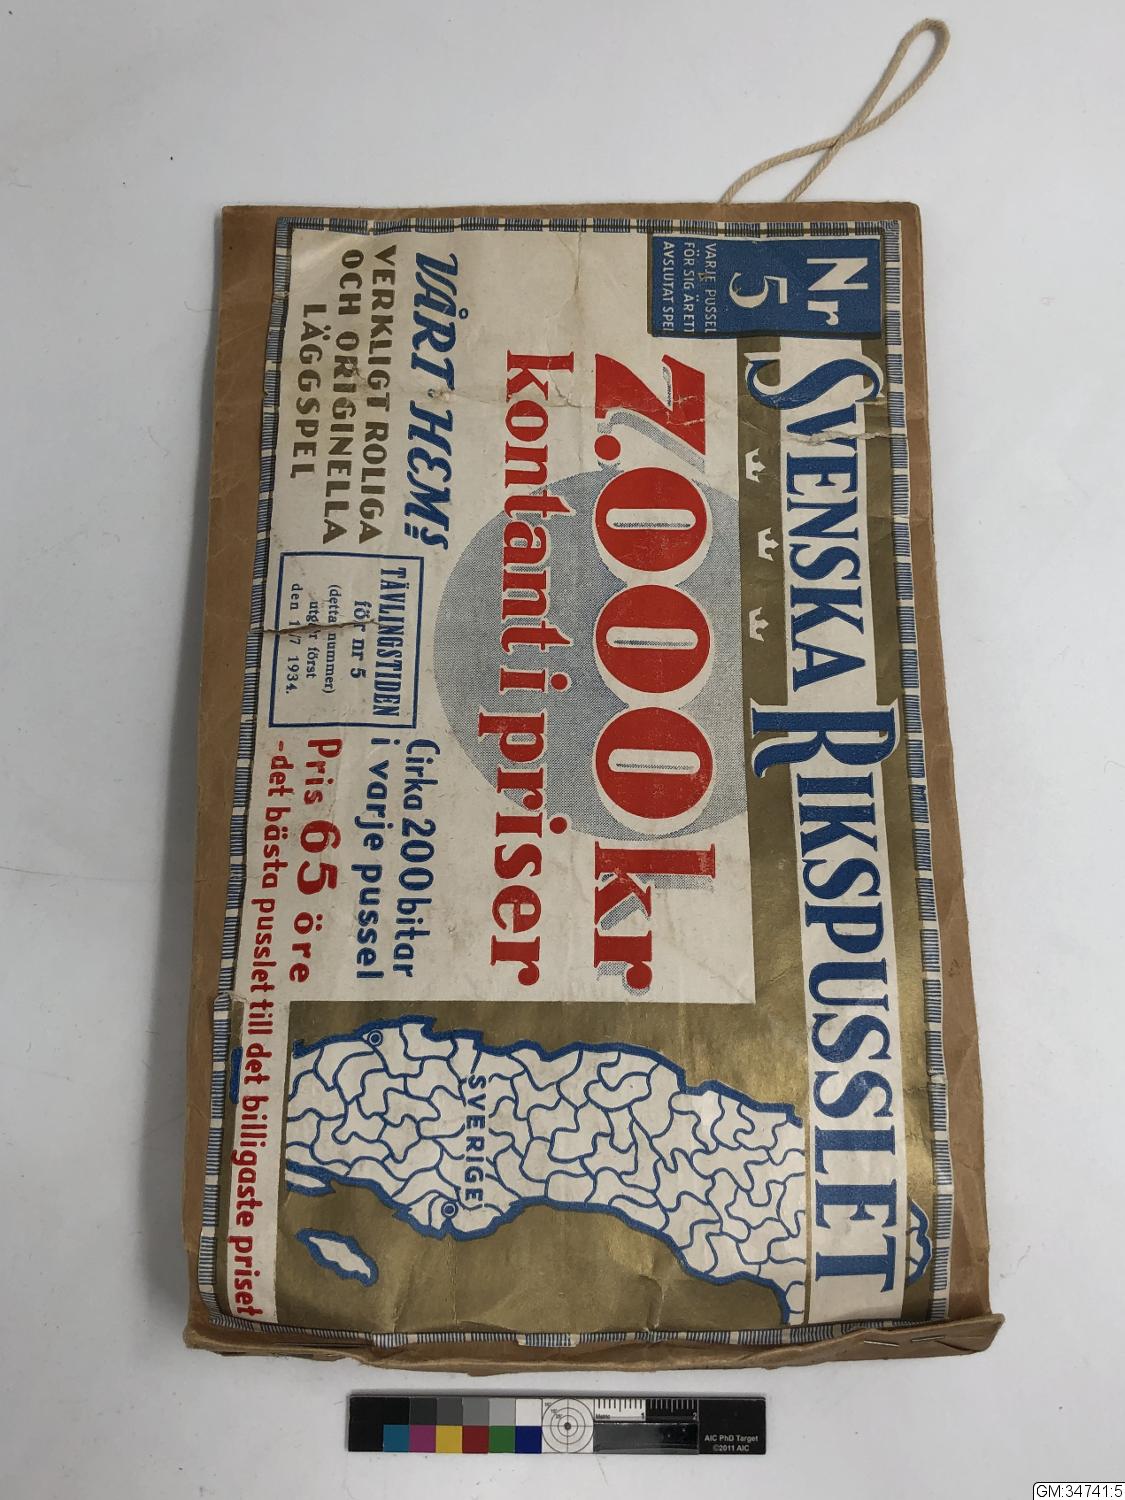 Nr
5
VARJE PUSSEL
FÖR SIG ÄR ETT
AVSLUTAT SPEL
SVENSKA RIKSPUSSLET
7.000 kr
kontant i priser
VÅRT HEMs
VERKLIGT ROLIGA
OCH ORIGINELLA
LÄGGSPEL
TÄVLINGSTIDEN
för nr 5
(detta nummer)
utgår först
den 1/7 1934.
Cirka 200 bitar
i varje pussel
Pris 65 öre
-det bästa pusslet till det billigaste priset
SVERIGE
AIC PhD Target
©2011 AIC
GM:34741:5